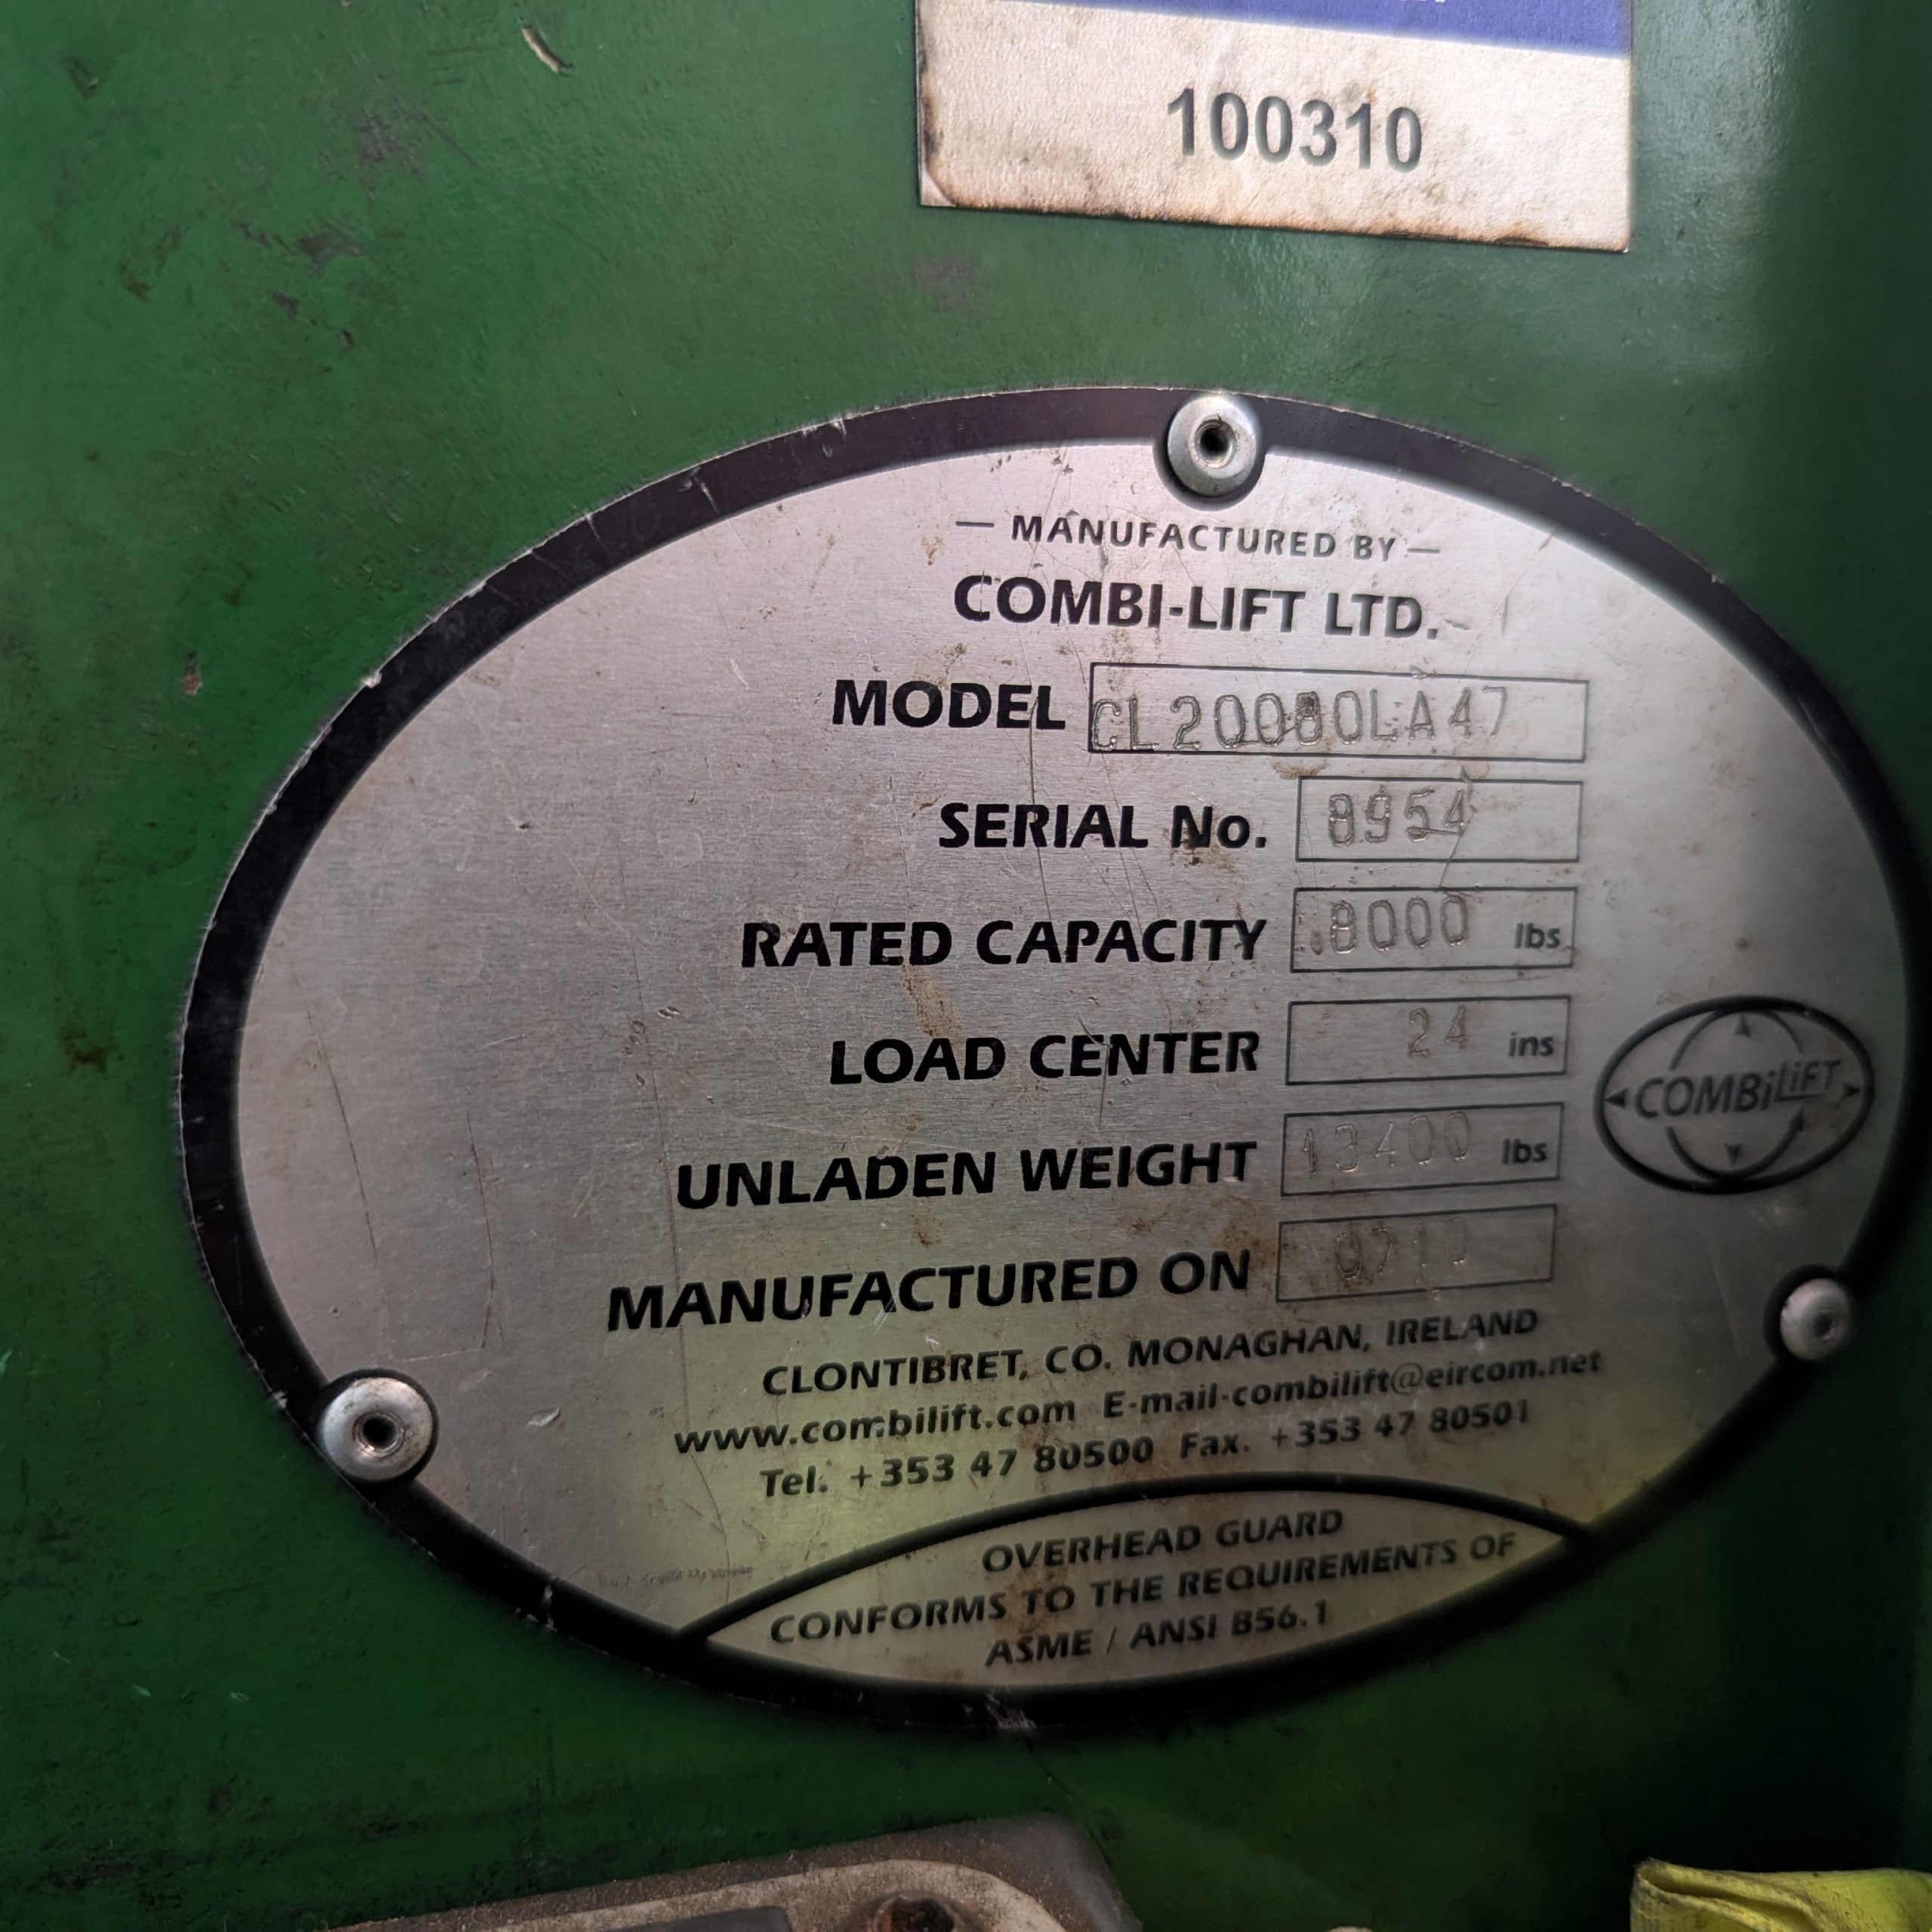 100310
— MANUFACTURED BY —
COMBI-LIFT LTD.
MODEL CL20080LA47
SERIAL No. 8954
RATED CAPACITY 8000 lbs
LOAD CENTER 24 ins
UNLADEN WEIGHT 13400 lbs
COMBiLiFT
MANUFACTURED ON
CLONTIBRET, CO. MONAGHAN, IRELAND
www.combilift.com E-mail-combilift@eircom.net
Tel. +353 47 80500 Fax. +353 47 80501
OVERHEAD GUARD
CONFORMS TO THE REQUIREMENTS OF
ASME / ANSI B56.1